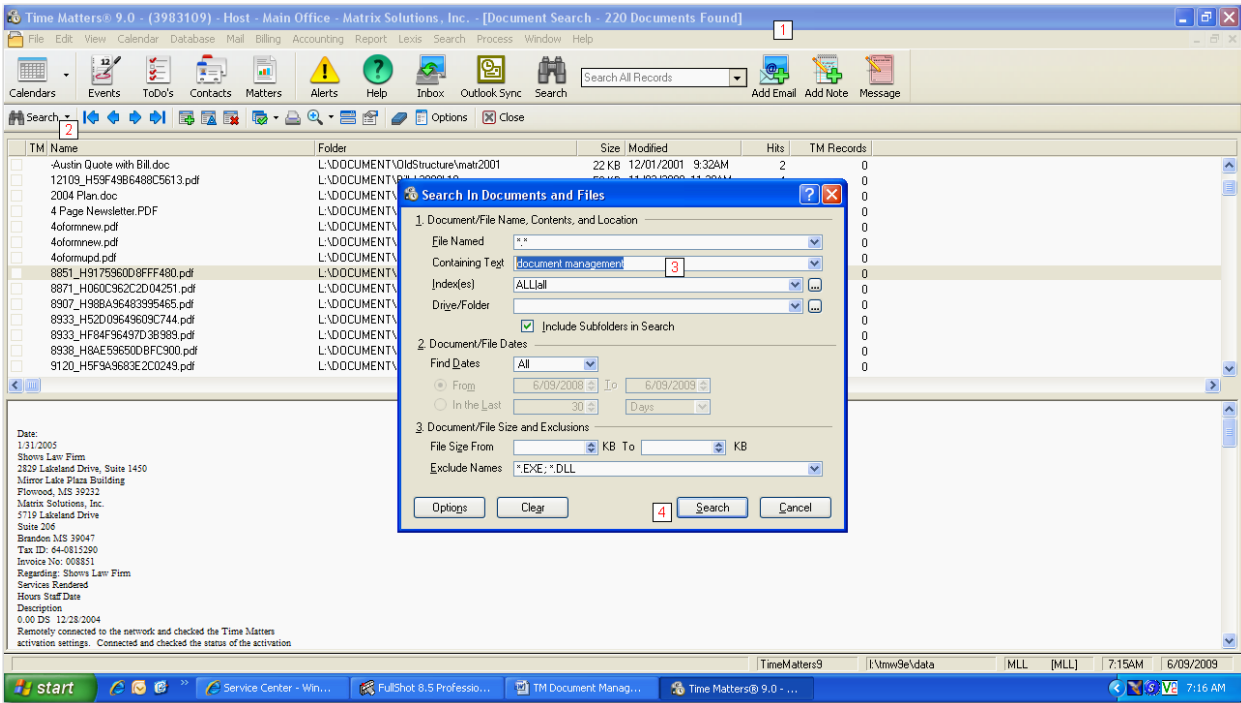 Time Matters® 9.0 - (3983109) - Host - Main Office - Matrix Solutions, Inc. - [Document Search - 220 Documents Found]
1
File Edit View Calendar Database Mail Billing Accounting Report Lexis Search Process Window Help
12
Search All Records
Calendars Events ToDo's Contacts Matters Alerts Help Inbox Outlook Sync Search Add Email Add Note Message
Search Options Close
2
TM Name Folder Size Modified Hits TM Records
-Austin Quote with Bill.doc L:\DOCUMENT\OldStructure\matr2001 22 KB 12/01/2001 9:32AM 2 0
12109_H59F49B6488C5613.pdf 0
2004 Plan.doc L:\DOCUMENT\ 0
4 Page Newsletter.PDF L:\DOCUMENT\ 0
4oformnew.pdf L:\DOCUMENT\ 0
4oformnew.pdf L:\DOCUMENT\ 0
4oformupd.pdf L:\DOCUMENT\ 0
8851_H9175960D8FFF480.pdf L:\DOCUMENT\ 0
8871_H060C962C2D04251.pdf L:\DOCUMENT\ 0
8907_H98BA96483995465.pdf L:\DOCUMENT\ 0
8933_H52D09649609C744.pdf L:\DOCUMENT\ 0
8933_HF84F96497D3B989.pdf L:\DOCUMENT\ 0
8938_H8AE59650DBFC900.pdf L:\DOCUMENT\ 0
9120_H5F9A9683E2C0249.pdf L:\DOCUMENT\ 0
Search In Documents and Files
1. Document/File Name, Contents, and Location
File Named *.*
Containing Text document management
3
Index(es) ALL|all
Drive/Folder
Include Subfolders in Search
2. Document/File Dates
Find Dates All
From 6/09/2008 To 6/09/2009
In the Last 30 Days
3. Document/File Size and Exclusions
File Size From KB To KB
Exclude Names *.EXE; *.DLL
Options Clear 4 Search Cancel
Date:
1/31/2005
Shows Law Firm
2829 Lakeland Drive, Suite 1450
Mirror Lake Plaza Building
Flowood, MS 39232
Matrix Solutions, Inc.
5719 Lakeland Drive
Suite 206
Brandon MS 39047
Tax ID: 64-0815290
Invoice No: 008851
Regarding: Shows Law Firm
Services Rendered
Hours Staff Date
Description
0.00 DS 12/28/2004
Remotely connected to the network and checked the Time Matters
activation settings. Connected and checked the status of the activation
TimeMatters9 I:\tmw9e\data MLL [MLL] 7:15AM 6/09/2009
start Service Center - Win... FullShot 8.5 Professio... TM Document Manag... Time Matters® 9.0 - ... 7:16 AM